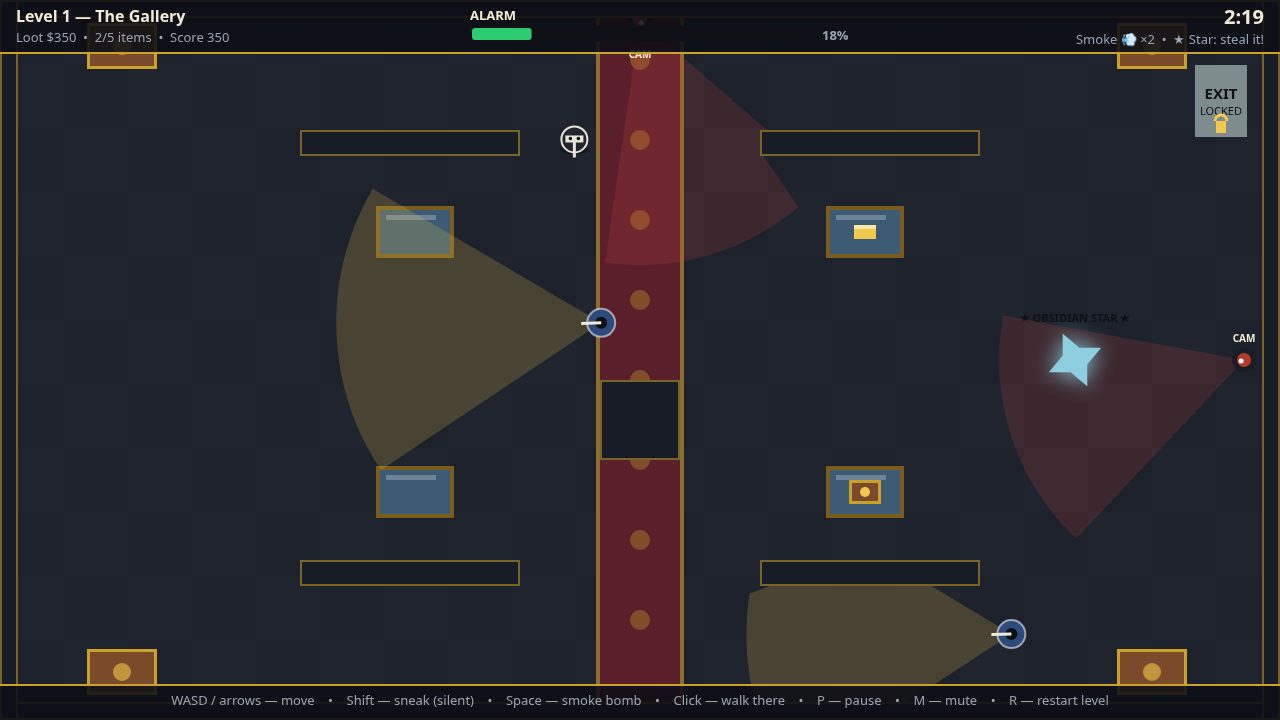 Level 1 — The Gallery
ALARM
2:19
Loot $350 • 2/5 items • Score 350
18%
Smoke 💨 ×2 • ★ Star: steal it!
CAM
EXIT
LOCKED
★ OBSIDIAN STAR ★
CAM
WASD / arrows — move • Shift — sneak (silent) • Space — smoke bomb • Click — walk there • P — pause • M — mute • R — restart level